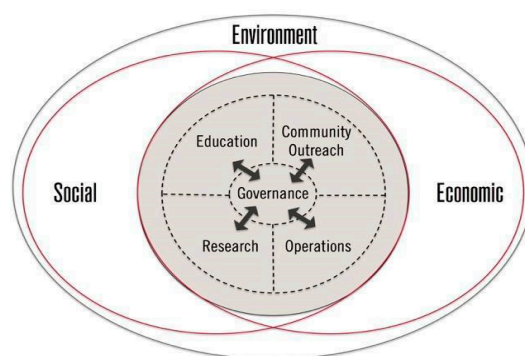 Environment
Education
Community
Outreach
Social
Governance
Economic
Research
Operations